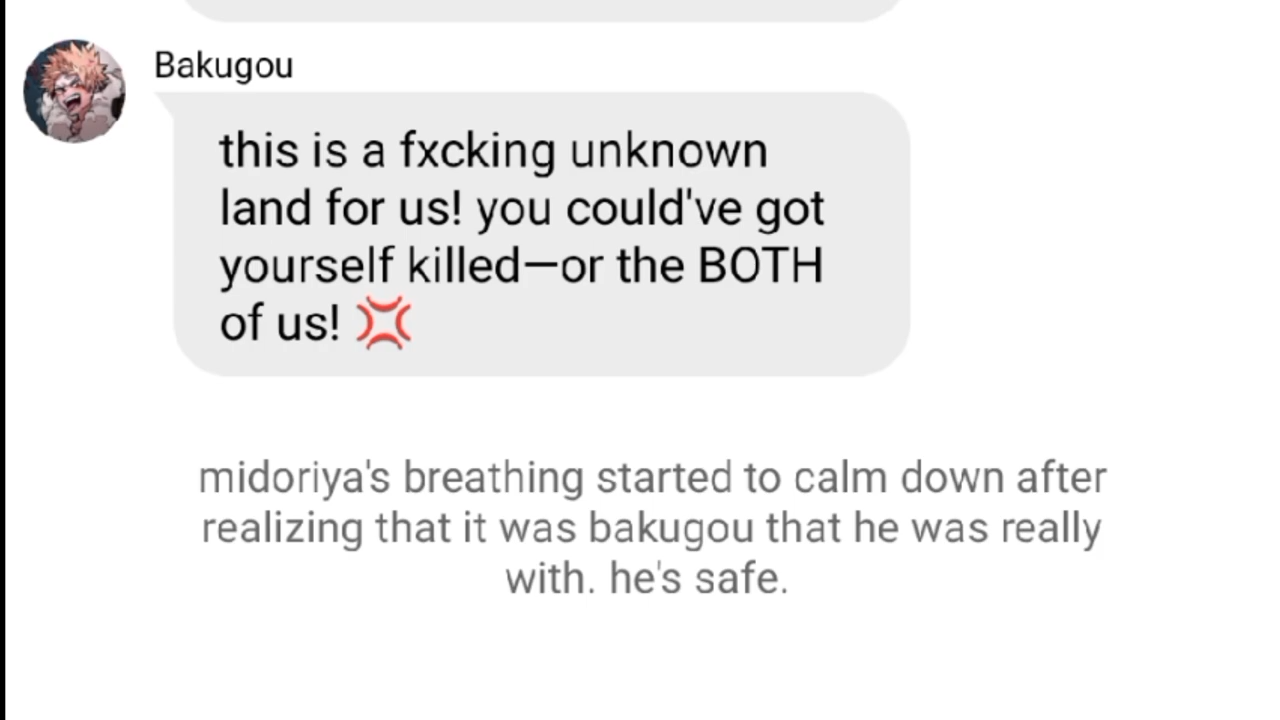 Bakugou
this is a fxcking unknown
land for us! you could've got
yourself killed—or the BOTH
of us! 💢
midoriya's breathing started to calm down after
realizing that it was bakugou that he was really
with. he's safe.